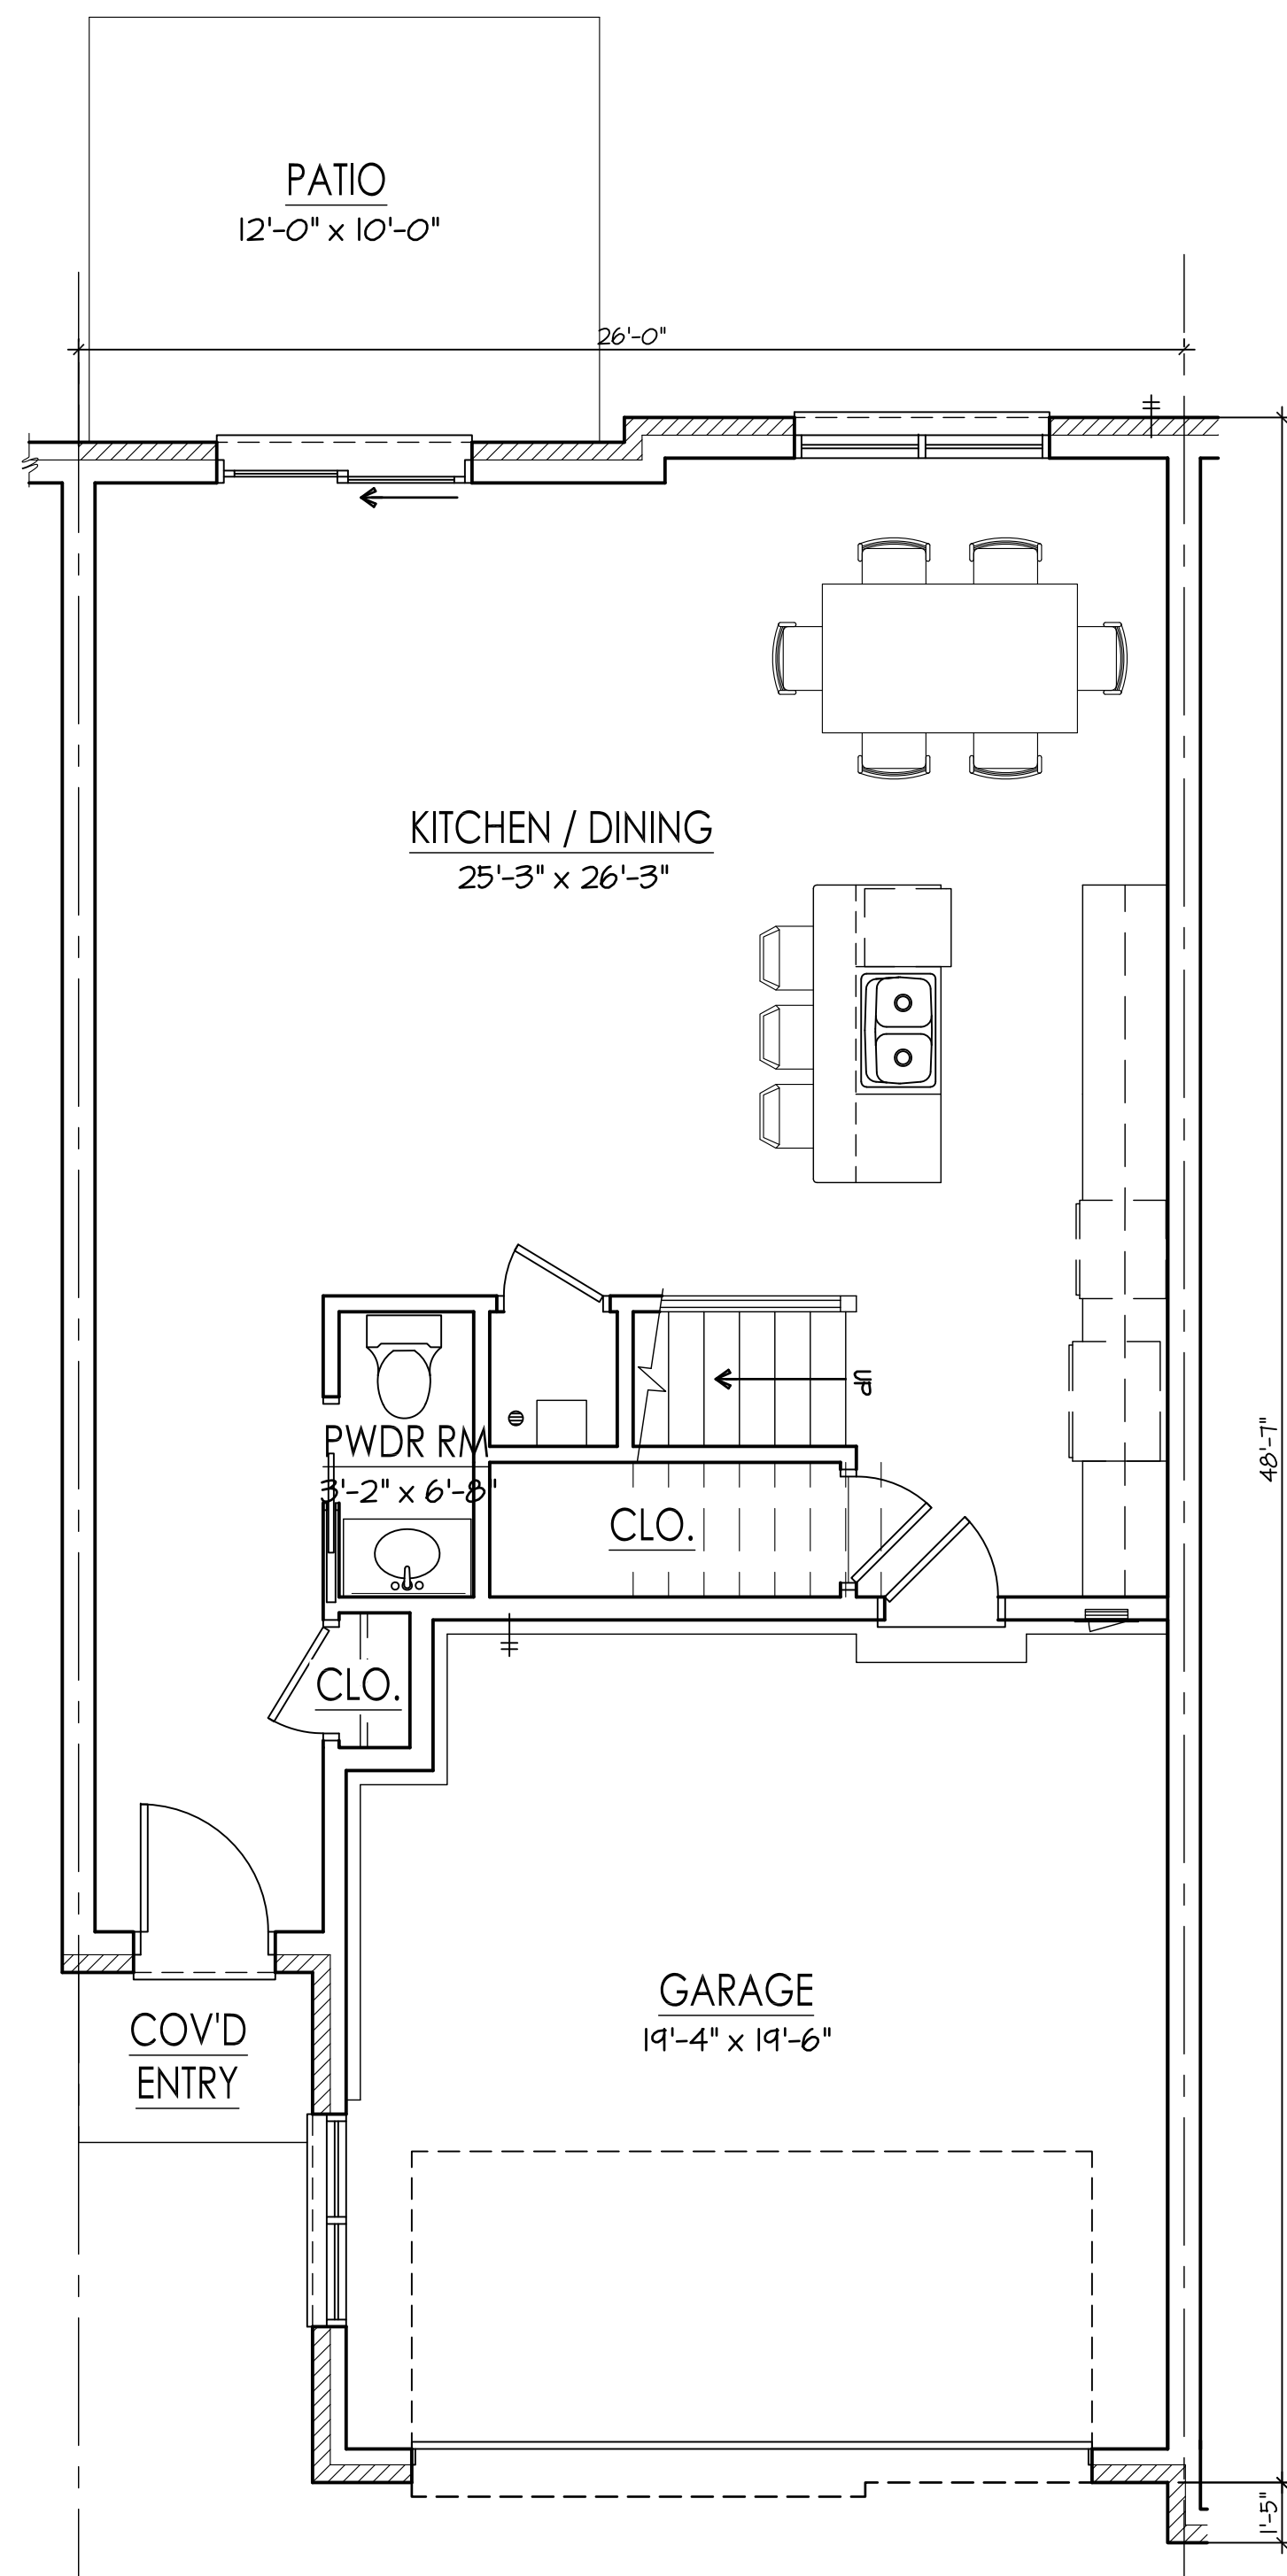 PATIO
12'-0" x 10'-0"
26'-0"
KITCHEN / DINING
25'-3" x 26'-3"
UP
PWDR RM
3'-2" x 6'-8"
CLO.
48'-7"
CLO.
GARAGE
19'-4" x 19'-6"
COV'D
ENTRY
1'-5"